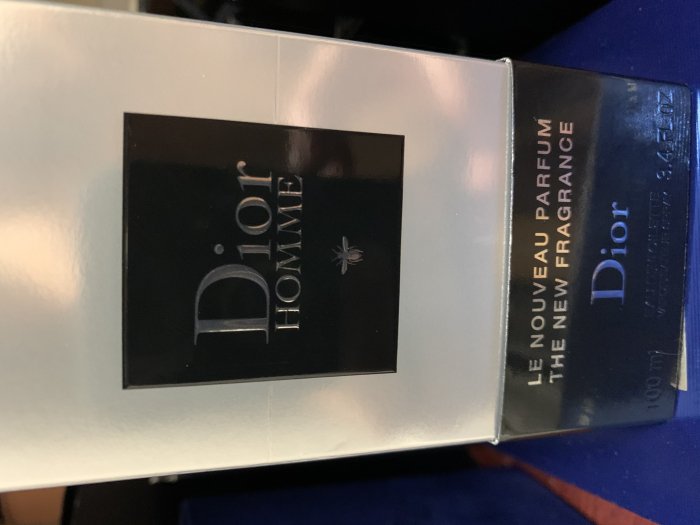 Dior
HOMME
LE NOUVEAU PARFUM
THE NEW FRAGRANCE
Dior
100 ml 3.4 FL.OZ